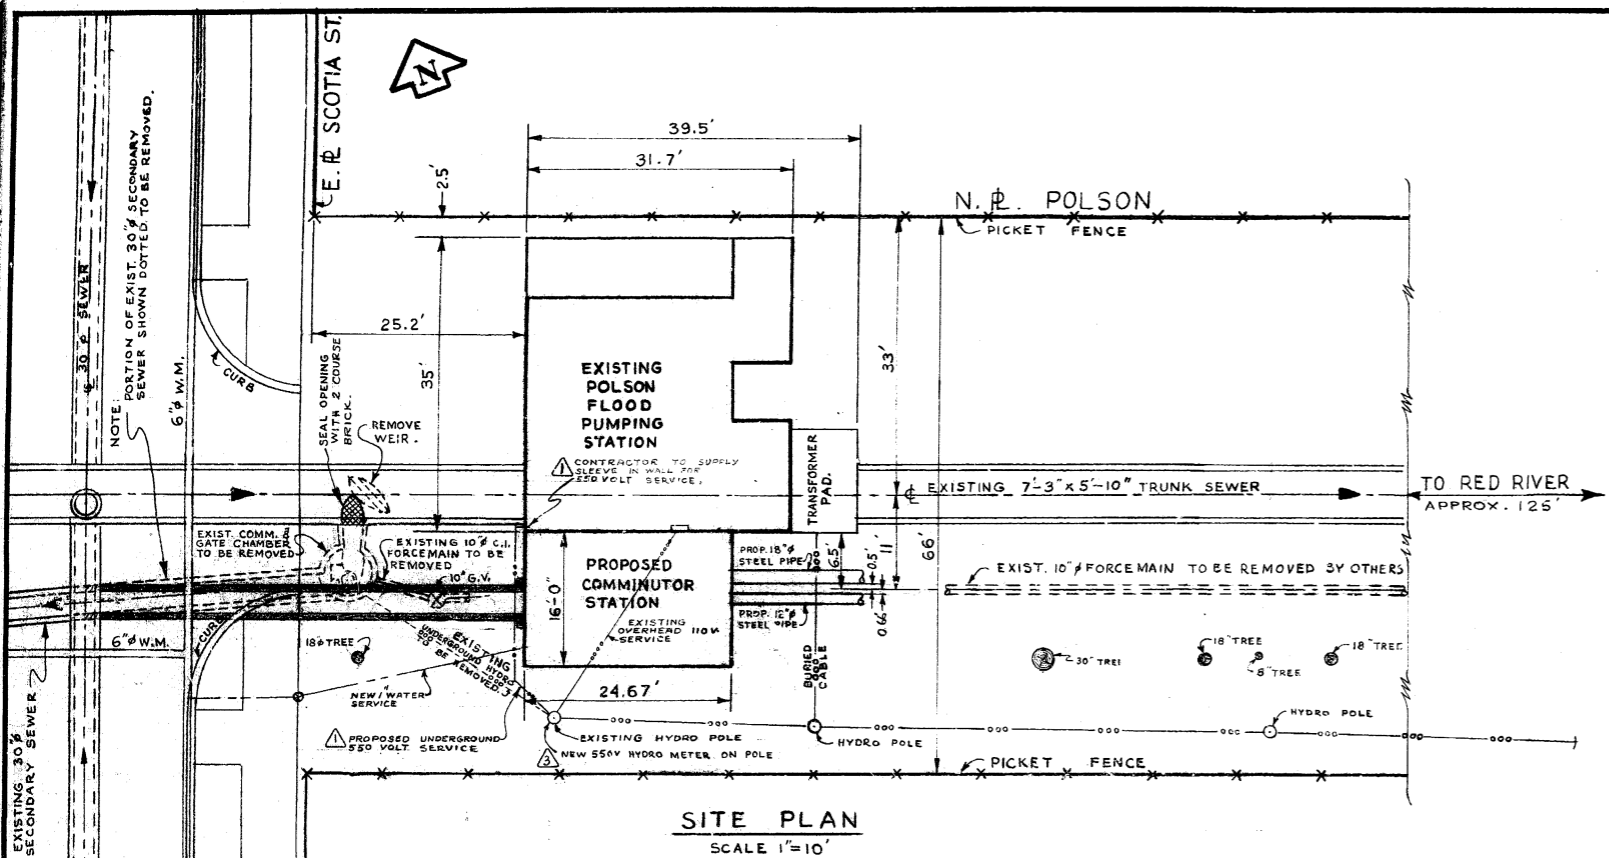 E. ⅊ SCOTIA ST.
N
39.5'
31.7'
2.5'
N. ⅊. POLSON
PICKET FENCE
NOTE:
PORTION OF EXIST. 30"ϕ SECONDARY
SEWER SHOWN DOTTED TO BE REMOVED.
℄ 30"ϕ SEWER
6"ϕ W.M.
CURB
25.2'
35'
33'
66'
SEAL OPENING
WITH 2 COURSE
BRICK.
REMOVE
WEIR.
EXISTING
POLSON
FLOOD
PUMPING
STATION
1
CONTRACTOR TO SUPPLY
SLEEVE IN WALL FOR
550 VOLT SERVICE.
TRANSFORMER
PAD.
℄ EXISTING 7'-3" x 5'-10" TRUNK SEWER
TO RED RIVER
APPROX. 125'
EXIST. COMM. &
GATE CHAMBER
TO BE REMOVED
EXISTING 10"ϕ C.I.
FORCEMAIN TO BE
REMOVED
10" G.V.
PROPOSED
COMMINUTOR
STATION
16'-0"
EXISTING
OVERHEAD 110V
SERVICE
PROP. 18"ϕ
STEEL PIPE
PROP. 12"ϕ
STEEL PIPE
6.5'
0.5'
11'
0.66'
EXIST. 10"ϕ FORCEMAIN TO BE REMOVED BY OTHERS
6"ϕ W.M.
CURB
18"ϕ TREE
EXISTING
UNDERGROUND HYDRO
TO BE REMOVED.
NEW 1" WATER
SERVICE
24.67'
BURIED
CABLE
30" TREE
18" TREE
8" TREE
18" TREE
1
PROPOSED UNDERGROUND
550 VOLT SERVICE
EXISTING HYDRO POLE
3
NEW 550V HYDRO METER ON POLE
HYDRO POLE
HYDRO POLE
PICKET FENCE
EXISTING 30"ϕ
SECONDARY SEWER
SITE PLAN
SCALE 1"=10'